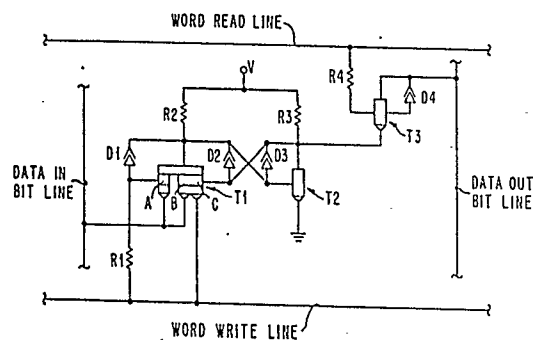 WORD READ LINE
V
R4
D4
R2
R3
T3
D1
D2
D3
DATA IN
BIT LINE
DATA OUT
BIT LINE
A
B
C
T1
T2
R1
WORD WRITE LINE